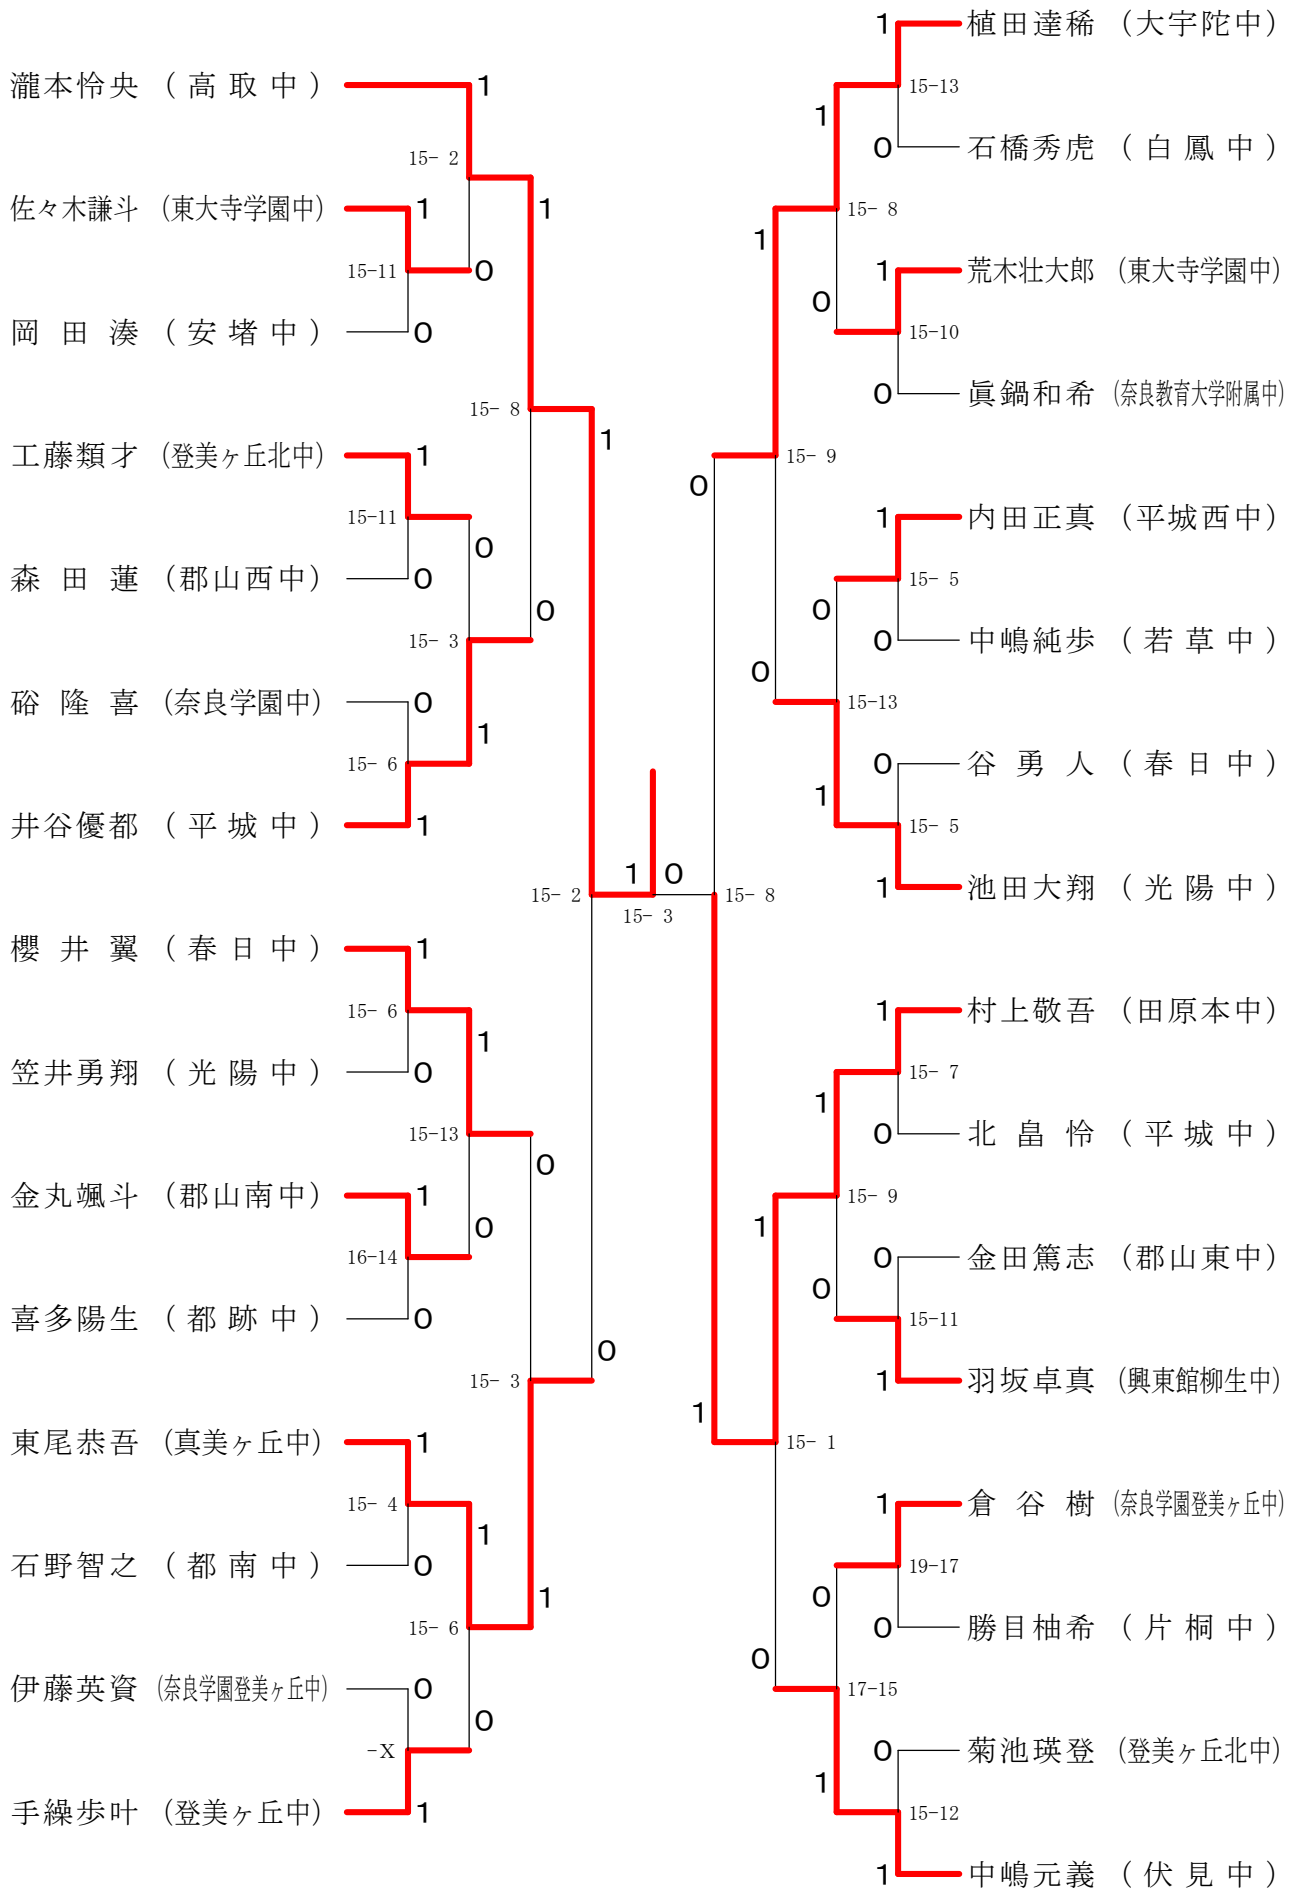 瀧本怜央 （高取中） 1
15- 2
1
佐々木謙斗 （東大寺学園中） 1
15-11
0
岡田湊 （安堵中） 0
15- 8
1
工藤類才 （登美ヶ丘北中） 1
15-11
0
森田蓮 （郡山西中） 0
15- 3
0
硲隆喜 （奈良学園中） 0
15- 6
1
井谷優都 （平城中） 1
15- 2
1 0
15- 3
櫻井翼 （春日中） 1
15- 6
1
笠井勇翔 （光陽中） 0
15-13
0
金丸颯斗 （郡山南中） 1
16-14
0
喜多陽生 （都跡中） 0
15- 3
0
東尾恭吾 （真美ヶ丘中） 1
15- 4
1
石野智之 （都南中） 0
15- 6
1
伊藤英資 （奈良学園登美ヶ丘中） 0
-X
0
手繰歩叶 （登美ヶ丘中） 1
1 植田達稀 （大宇陀中）
15-13
1
0 石橋秀虎 （白鳳中）
15- 8
1
1 荒木壮大郎 （東大寺学園中）
0
15-10
0 眞鍋和希 （奈良教育大学附属中）
15- 9
0
1 内田正真 （平城西中）
15- 5
0
0 中嶋純歩 （若草中）
0
15-13
0 谷勇人 （春日中）
1
15- 5
1 池田大翔 （光陽中）
15- 8
1 村上敬吾 （田原本中）
15- 7
1
0 北畠怜 （平城中）
15- 9
1
0 金田篤志 （郡山東中）
0
15-11
1 羽坂卓真 （興東館柳生中）
1
15- 1
1 倉谷樹 （奈良学園登美ヶ丘中）
19-17
0
0 勝目柚希 （片桐中）
0
17-15
0 菊池瑛登 （登美ヶ丘北中）
1
15-12
1 中嶋元義 （伏見中）